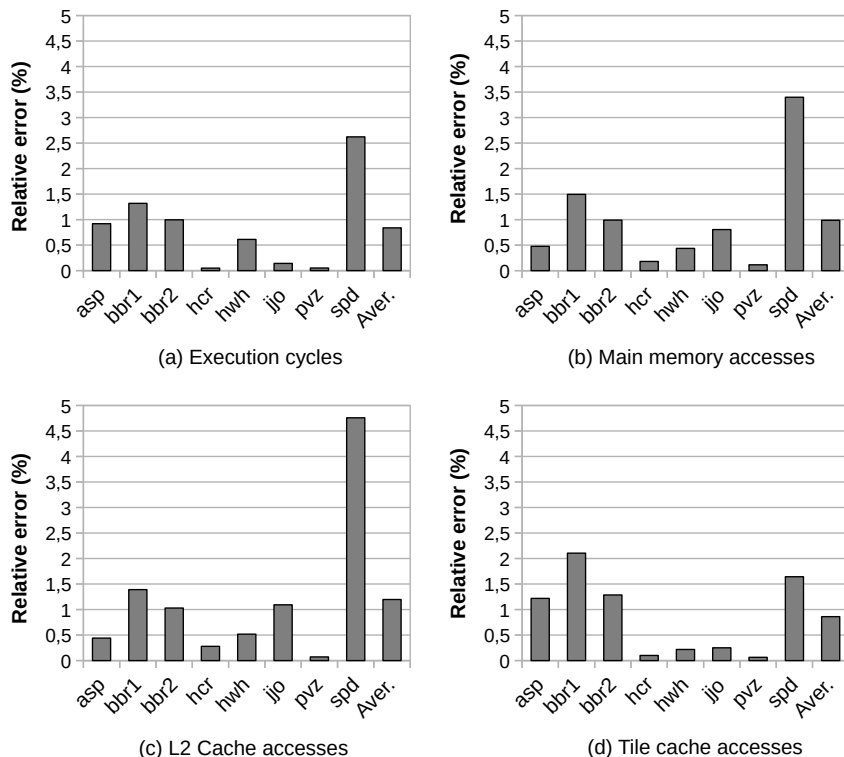 Relative error (%)
5
4,5
4
3,5
3
2,5
2
1,5
1
0,5
0
asp
bbr1
bbr2
hcr
hwh
jjo
pvz
spd
Aver.
(a) Execution cycles
Relative error (%)
5
4,5
4
3,5
3
2,5
2
1,5
1
0,5
0
asp
bbr1
bbr2
hcr
hwh
jjo
pvz
spd
Aver.
(b) Main memory accesses
Relative error (%)
5
4,5
4
3,5
3
2,5
2
1,5
1
0,5
0
asp
bbr1
bbr2
hcr
hwh
jjo
pvz
spd
Aver.
(c) L2 Cache accesses
Relative error (%)
5
4,5
4
3,5
3
2,5
2
1,5
1
0,5
0
asp
bbr1
bbr2
hcr
hwh
jjo
pvz
spd
Aver.
(d) Tile cache accesses